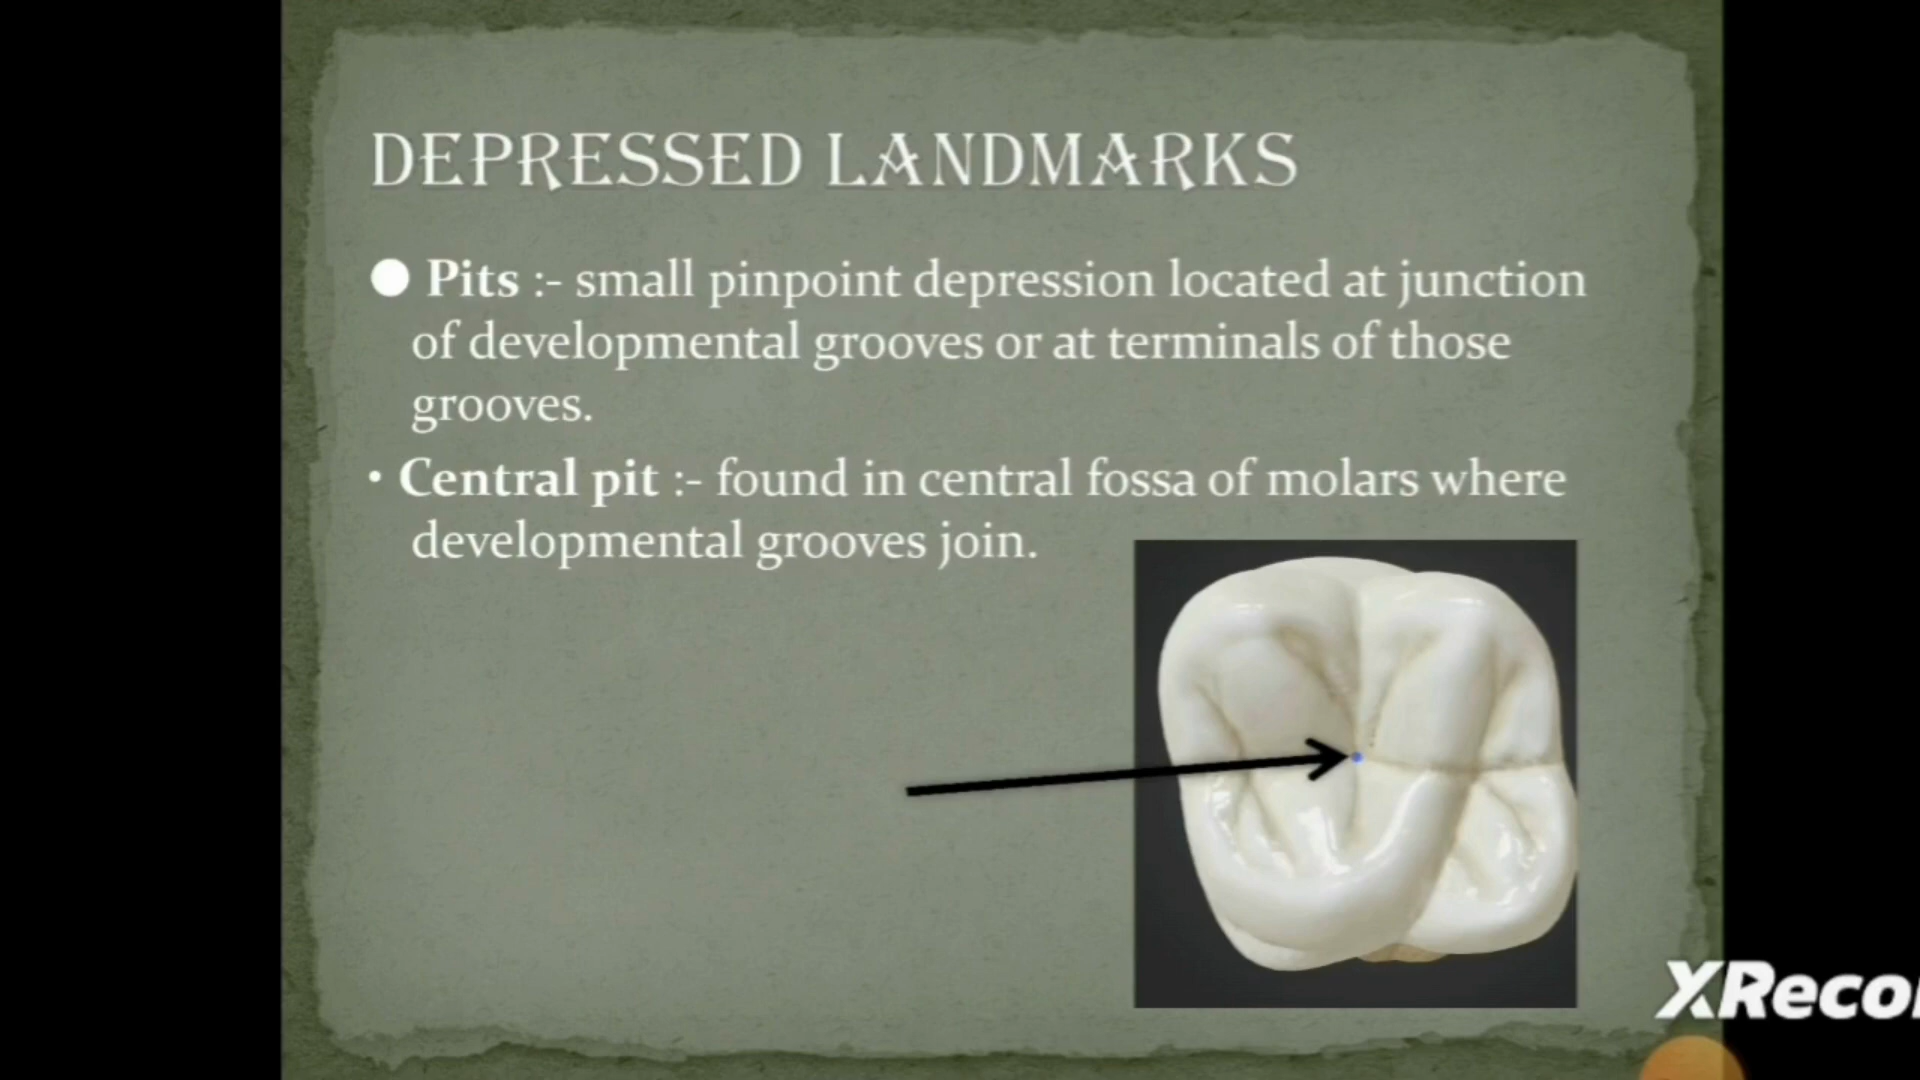 DEPRESSED LANDMARKS
● Pits :- small pinpoint depression located at junction
of developmental grooves or at terminals of those
grooves.
• Central pit :- found in central fossa of molars where
developmental grooves join.
XRecor